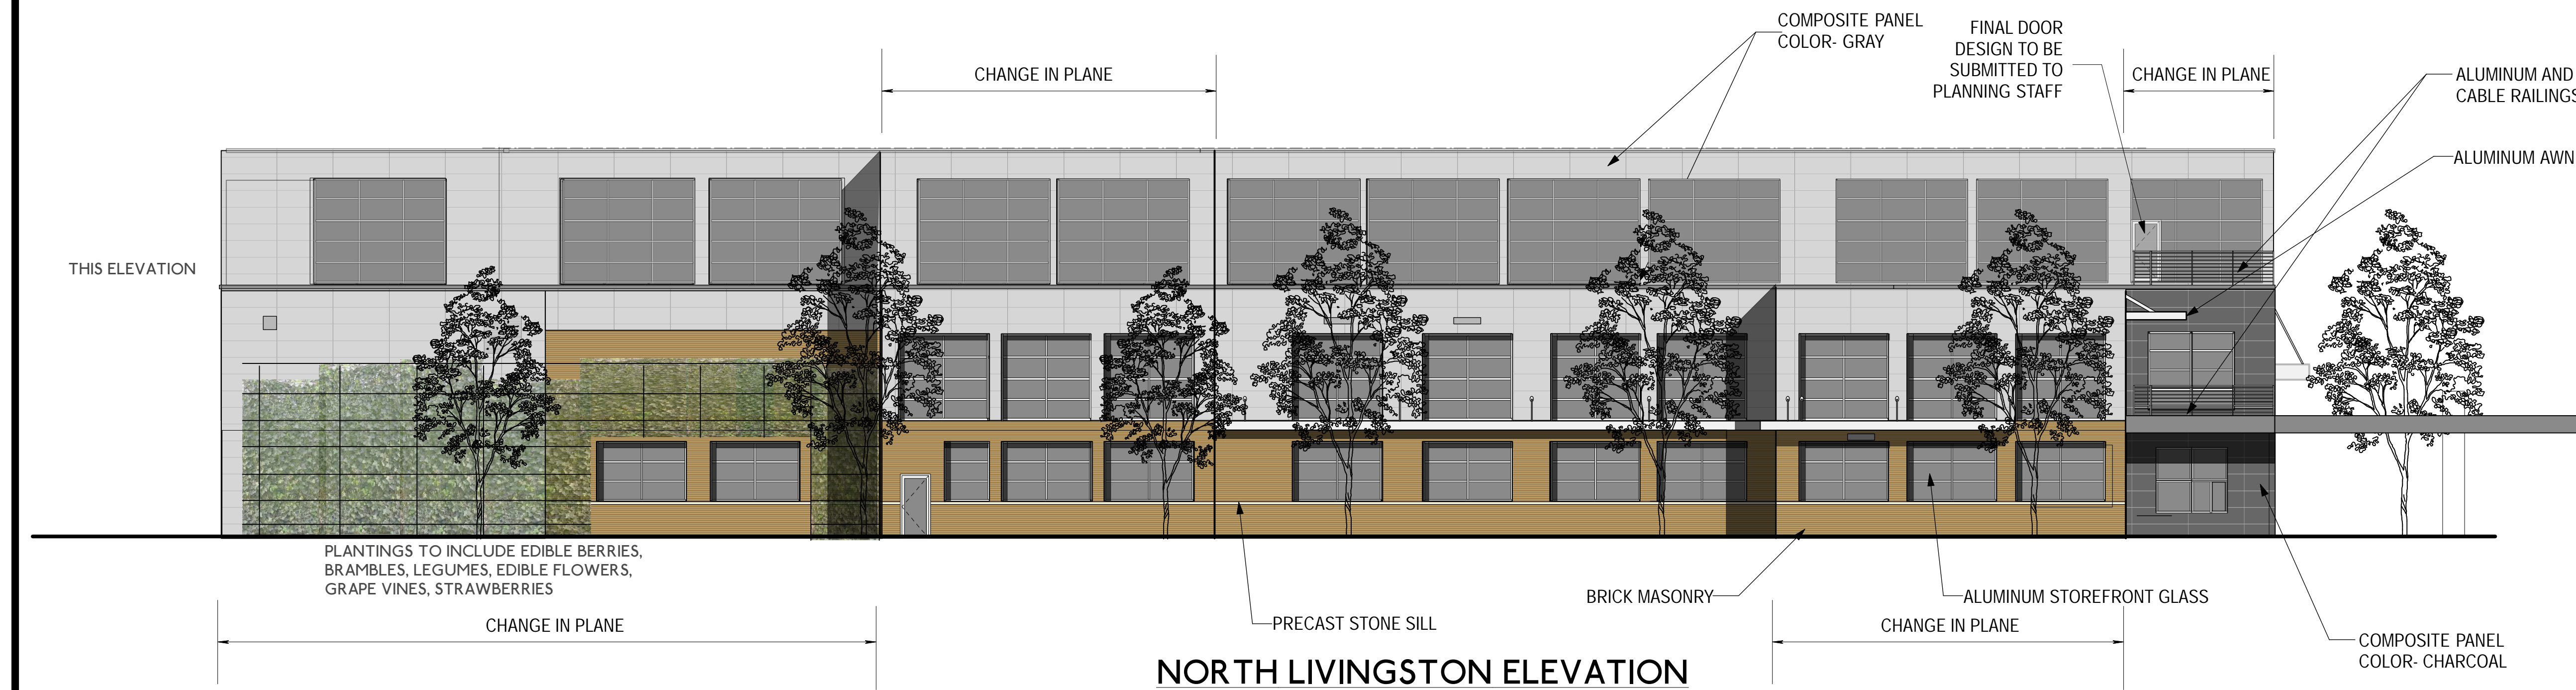 COMPOSITE PANEL
COLOR- GRAY
FINAL DOOR
DESIGN TO BE
SUBMITTED TO
PLANNING STAFF
CHANGE IN PLANE
CHANGE IN PLANE
ALUMINUM AND
CABLE RAILINGS
ALUMINUM AWN
THIS ELEVATION
PLANTINGS TO INCLUDE EDIBLE BERRIES,
BRAMBLES, LEGUMES, EDIBLE FLOWERS,
GRAPE VINES, STRAWBERRIES
BRICK MASONRY
ALUMINUM STOREFRONT GLASS
CHANGE IN PLANE
PRECAST STONE SILL
CHANGE IN PLANE
COMPOSITE PANEL
COLOR- CHARCOAL
NORTH LIVINGSTON ELEVATION